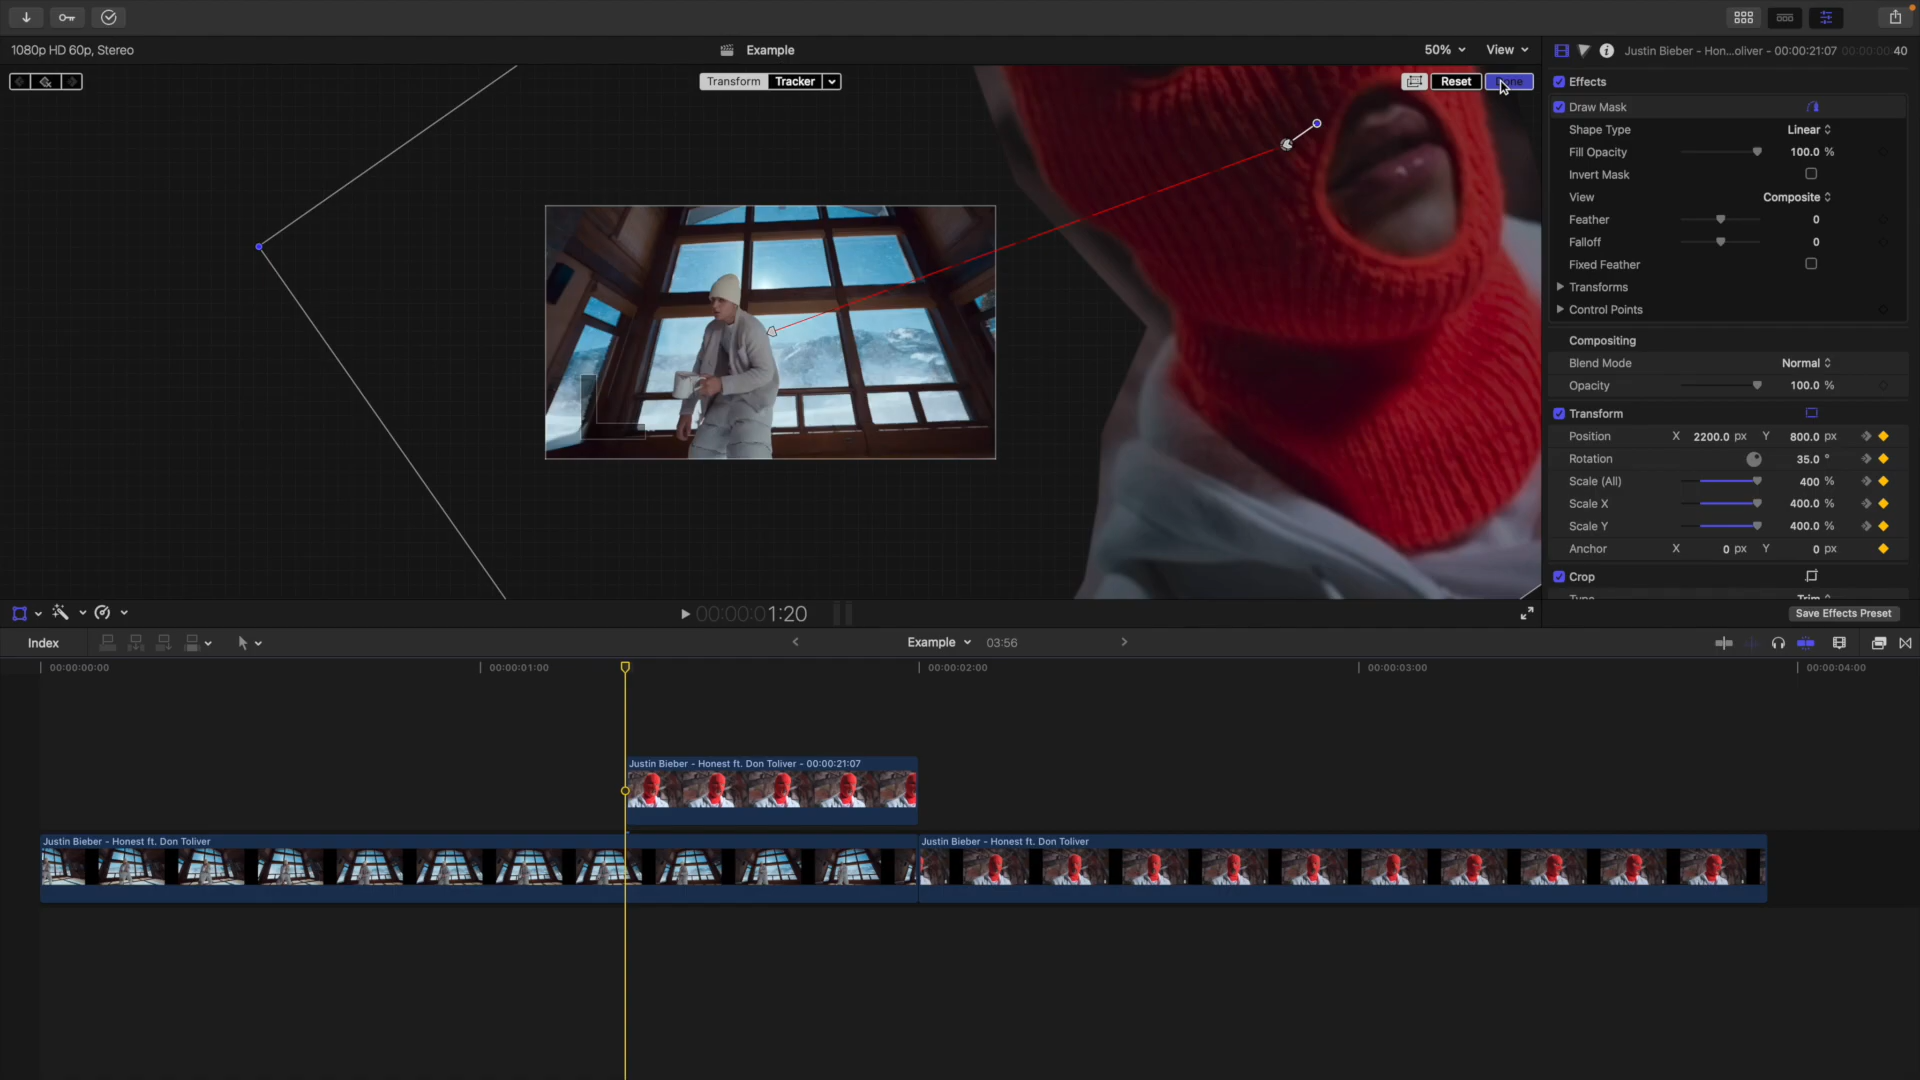 1080p HD 60p, Stereo
Example
50%
View
Transform
Tracker
Reset
Justin Bieber - Hon...oliver - 00:00:21:07
00:00:00:40
Effects
Draw Mask
Shape Type
Linear
Fill Opacity
100.0 %
Invert Mask
View
Composite
Feather
0
Falloff
0
Fixed Feather
Transforms
Control Points
Compositing
Blend Mode
Normal
Opacity
100.0 %
Transform
Position X 2200.0 px Y 800.0 px
Rotation
35.0 °
Scale (All)
400 %
Scale X
400.0 %
Scale Y
400.0 %
Anchor X 0 px Y 0 px
Crop
Save Effects Preset
00:00:01:20
Index
Example
03:56
00:00:00:00
00:00:01:00
00:00:02:00
00:00:03:00
00:00:04:00
Justin Bieber - Honest ft. Don Toliver - 00:00:21:07
Justin Bieber - Honest ft. Don Toliver
Justin Bieber - Honest ft. Don Toliver